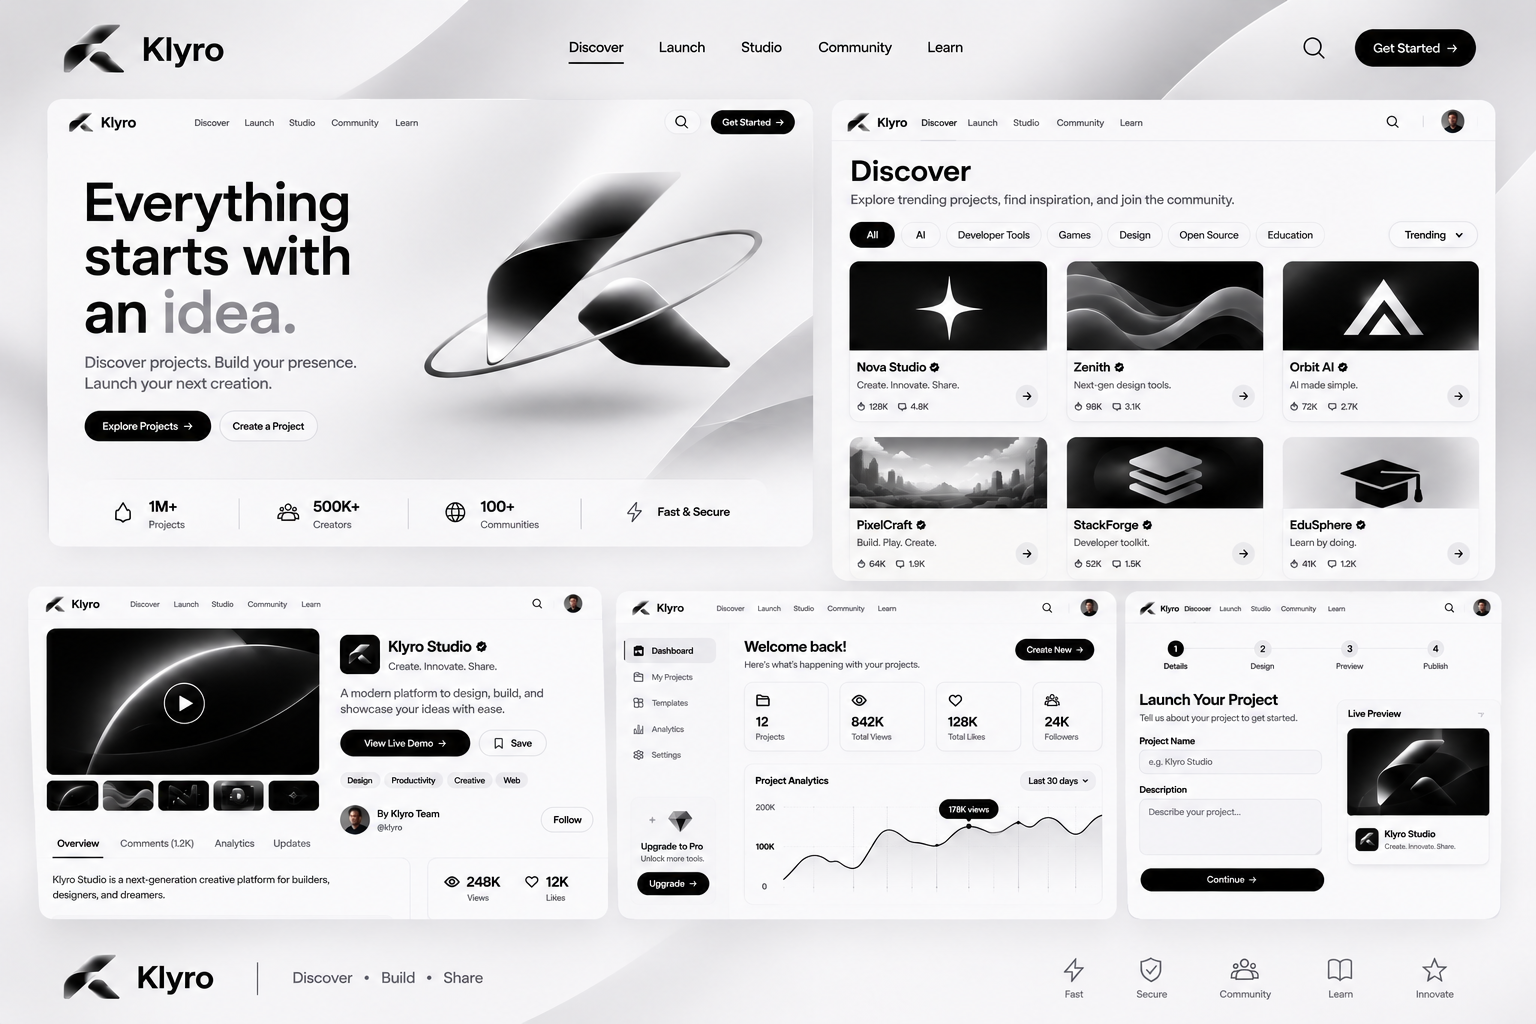 Klyro
Discover Launch Studio Community Learn
Get Started →
Klyro
Discover Launch Studio Community Learn
Get Started →
Everything
starts with
an idea.
Discover projects. Build your presence.
Launch your next creation.
Explore Projects →
Create a Project
1M+
Projects
500K+
Creators
100+
Communities
Fast & Secure
Klyro
Discover Launch Studio Community Learn
Discover
Explore trending projects, find inspiration, and join the community.
All AI Developer Tools Games Design Open Source Education
Trending
Nova Studio
Create. Innovate. Share.
128K 4.8K
Zenith
Next-gen design tools.
98K 3.1K
Orbit AI
AI made simple.
72K 2.7K
PixelCraft
Build. Play. Create.
64K 1.9K
StackForge
Developer toolkit.
52K 1.5K
EduSphere
Learn by doing.
41K 1.2K
Klyro
Discover Launch Studio Community Learn
Klyro Studio
Create. Innovate. Share.
A modern platform to design, build, and
showcase your ideas with ease.
View Live Demo →
Save
Design Productivity Creative Web
By Klyro Team
@klyro
Follow
Overview Comments (1.2K) Analytics Updates
Klyro Studio is a next-generation creative platform for builders,
designers, and dreamers.
248K
Views
12K
Likes
Klyro
Discover Launch Studio Community Learn
Dashboard
My Projects
Templates
Analytics
Settings
Upgrade to Pro
Unlock more tools.
Upgrade →
Welcome back!
Here's what's happening with your projects.
Create New →
12
Projects
842K
Total Views
128K
Total Likes
24K
Followers
Project Analytics
Last 30 days
178K views
200K
100K
0
Klyro
Discover Launch Studio Community Learn
1 2 3 4
Details Design Preview Publish
Launch Your Project
Tell us about your project to get started.
Project Name
e.g. Klyro Studio
Description
Describe your project...
Continue →
Live Preview
Klyro Studio
Create. Innovate. Share.
Klyro
Discover • Build • Share
Fast Secure Community Learn Innovate